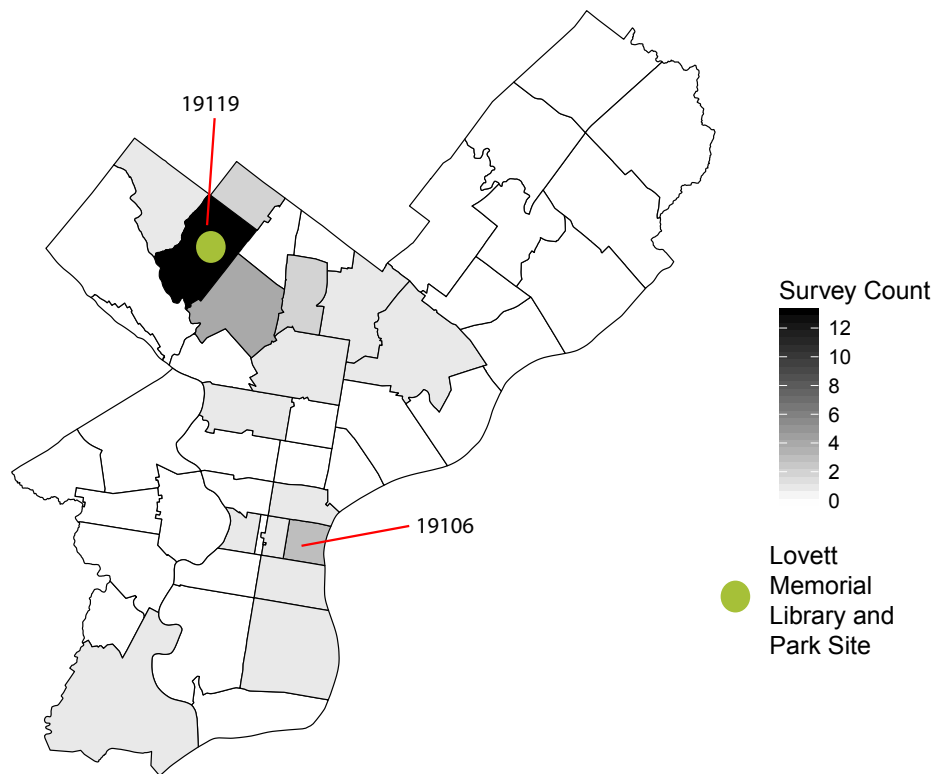 19119
Survey Count
12
10
8
6
4
2
0
19106
Lovett
Memorial
Library and
Park Site